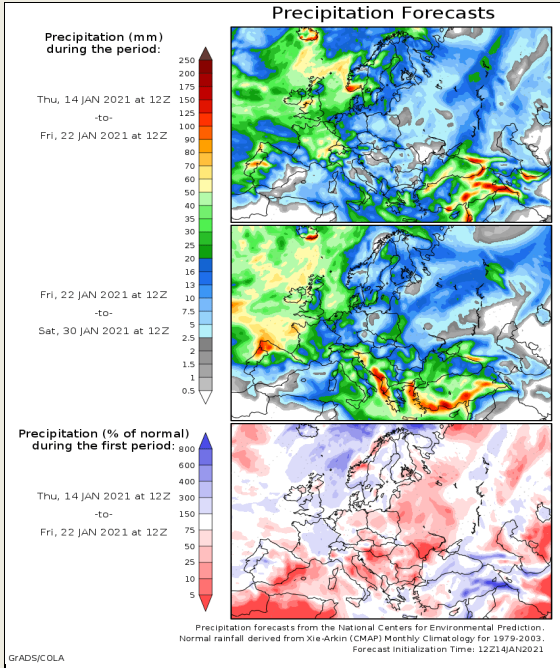 Precipitation Forecasts
Precipitation (mm)
during the period:
Thu, 14 JAN 2021 at 12Z
-to-
Fri, 22 JAN 2021 at 12Z
250
200
175
150
125
100
90
80
70
60
50
40
35
30
25
20
16
13
10
7.5
5
2.5
2
1.5
1
0.5
Fri, 22 JAN 2021 at 12Z
-to-
Sat, 30 JAN 2021 at 12Z
Precipitation (% of normal)
during the first period:
Thu, 14 JAN 2021 at 12Z
-to-
Fri, 22 JAN 2021 at 12Z
800
600
400
300
150
75
50
25
10
5
Precipitation forecasts from the National Centers for Environmental Prediction.
Normal rainfall derived from Xie-Arkin (CMAP) Monthly Climatology for 1979-2003.
Forecast Initialization Time: 12Z14JAN2021
GrADS/COLA